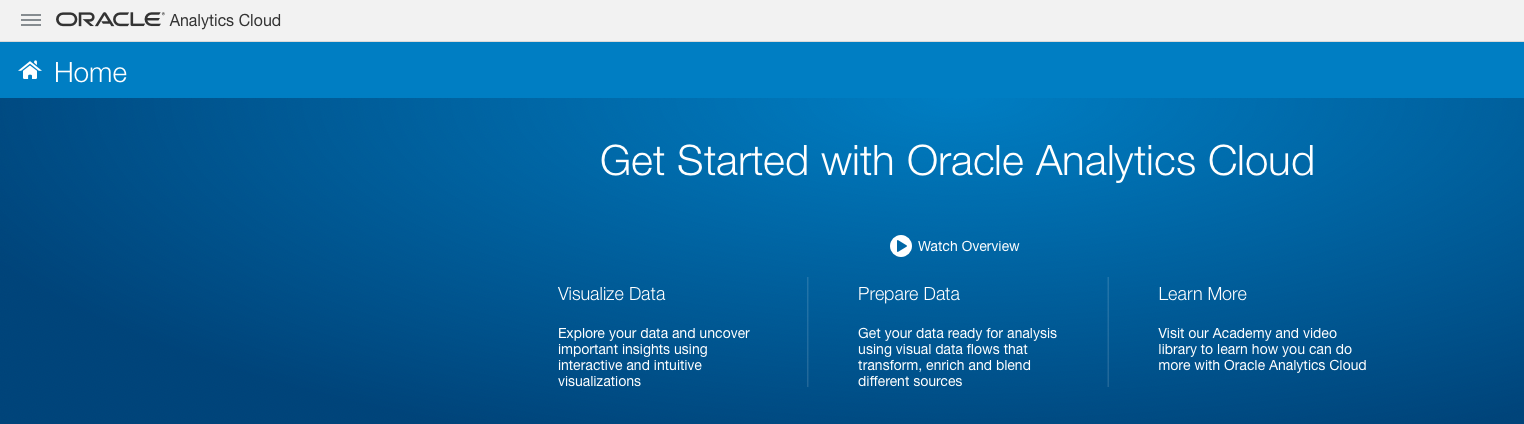 ORACLE® Analytics Cloud
Home
Get Started with Oracle Analytics Cloud
Watch Overview
Visualize Data
Explore your data and uncover
important insights using
interactive and intuitive
visualizations
Prepare Data
Get your data ready for analysis
using visual data flows that
transform, enrich and blend
different sources
Learn More
Visit our Academy and video
library to learn how you can do
more with Oracle Analytics Cloud